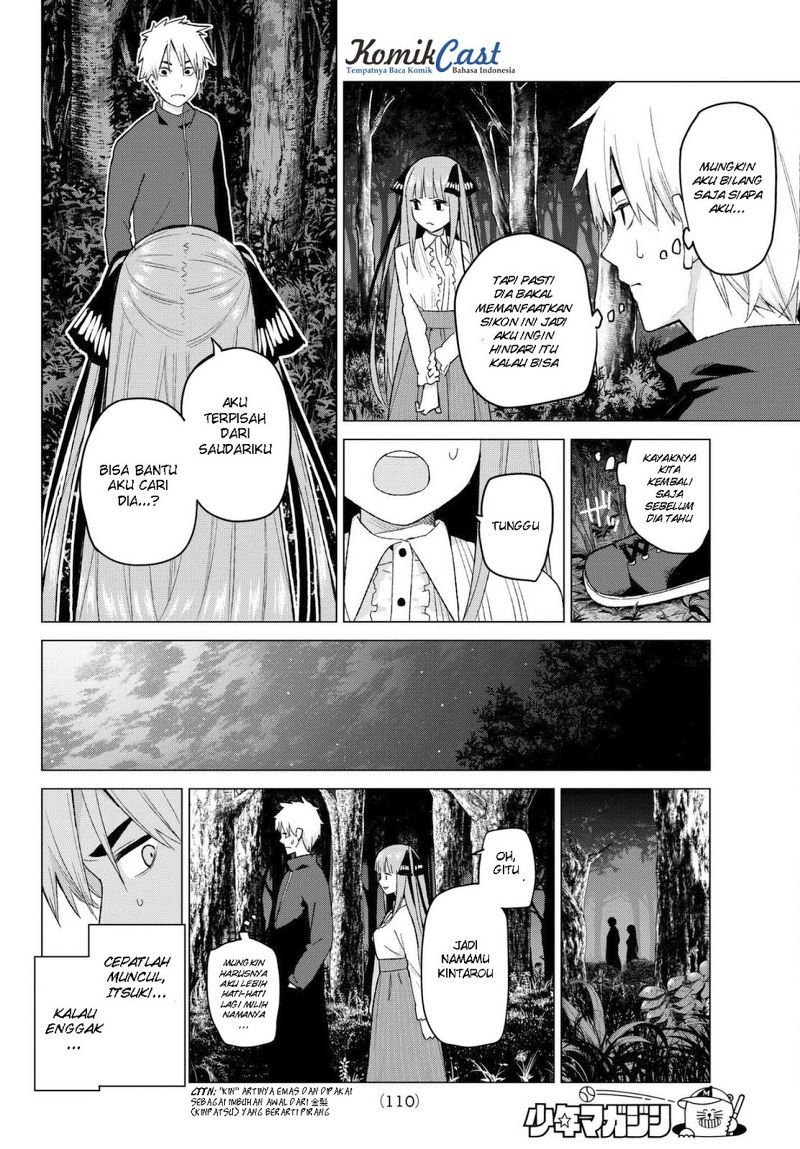 KomikCast
Tempatnya Baca Komik Bahasa Indonesia
MUNGKIN
AKU BILANG
SAJA SIAPA
AKU...
TAPI PASTI
DIA BAKAL
MEMANFAATKAN
SIKON INI JADI
AKU INGIN
HINDARI ITU
KALAU BISA
KAYAKNYA
KITA
KEMBALI
SAJA
SEBELUM
DIA TAHU
TUNGGU
AKU
TERPISAH
DARI
SAUDARIKU
BISA BANTU
AKU CARI
DIA...?
OH,
GITU
JADI
NAMAMU
KINTAROU
MUNGKIN
HARUSNYA
AKU LEBIH
HATI-HATI
LAGI MILIH
NAMANYA
...
CEPATLAH
MUNCUL,
ITSUKI...
KALAU
ENGGAK
...
CTTN; "KIN" ARTINYA EMAS DAN DIPAKAI
SEBAGAI IMBUHAN AWAL DARI 金髪
(KINPATSU) YANG BERARTI PIRANG
(110)
少年マガジン